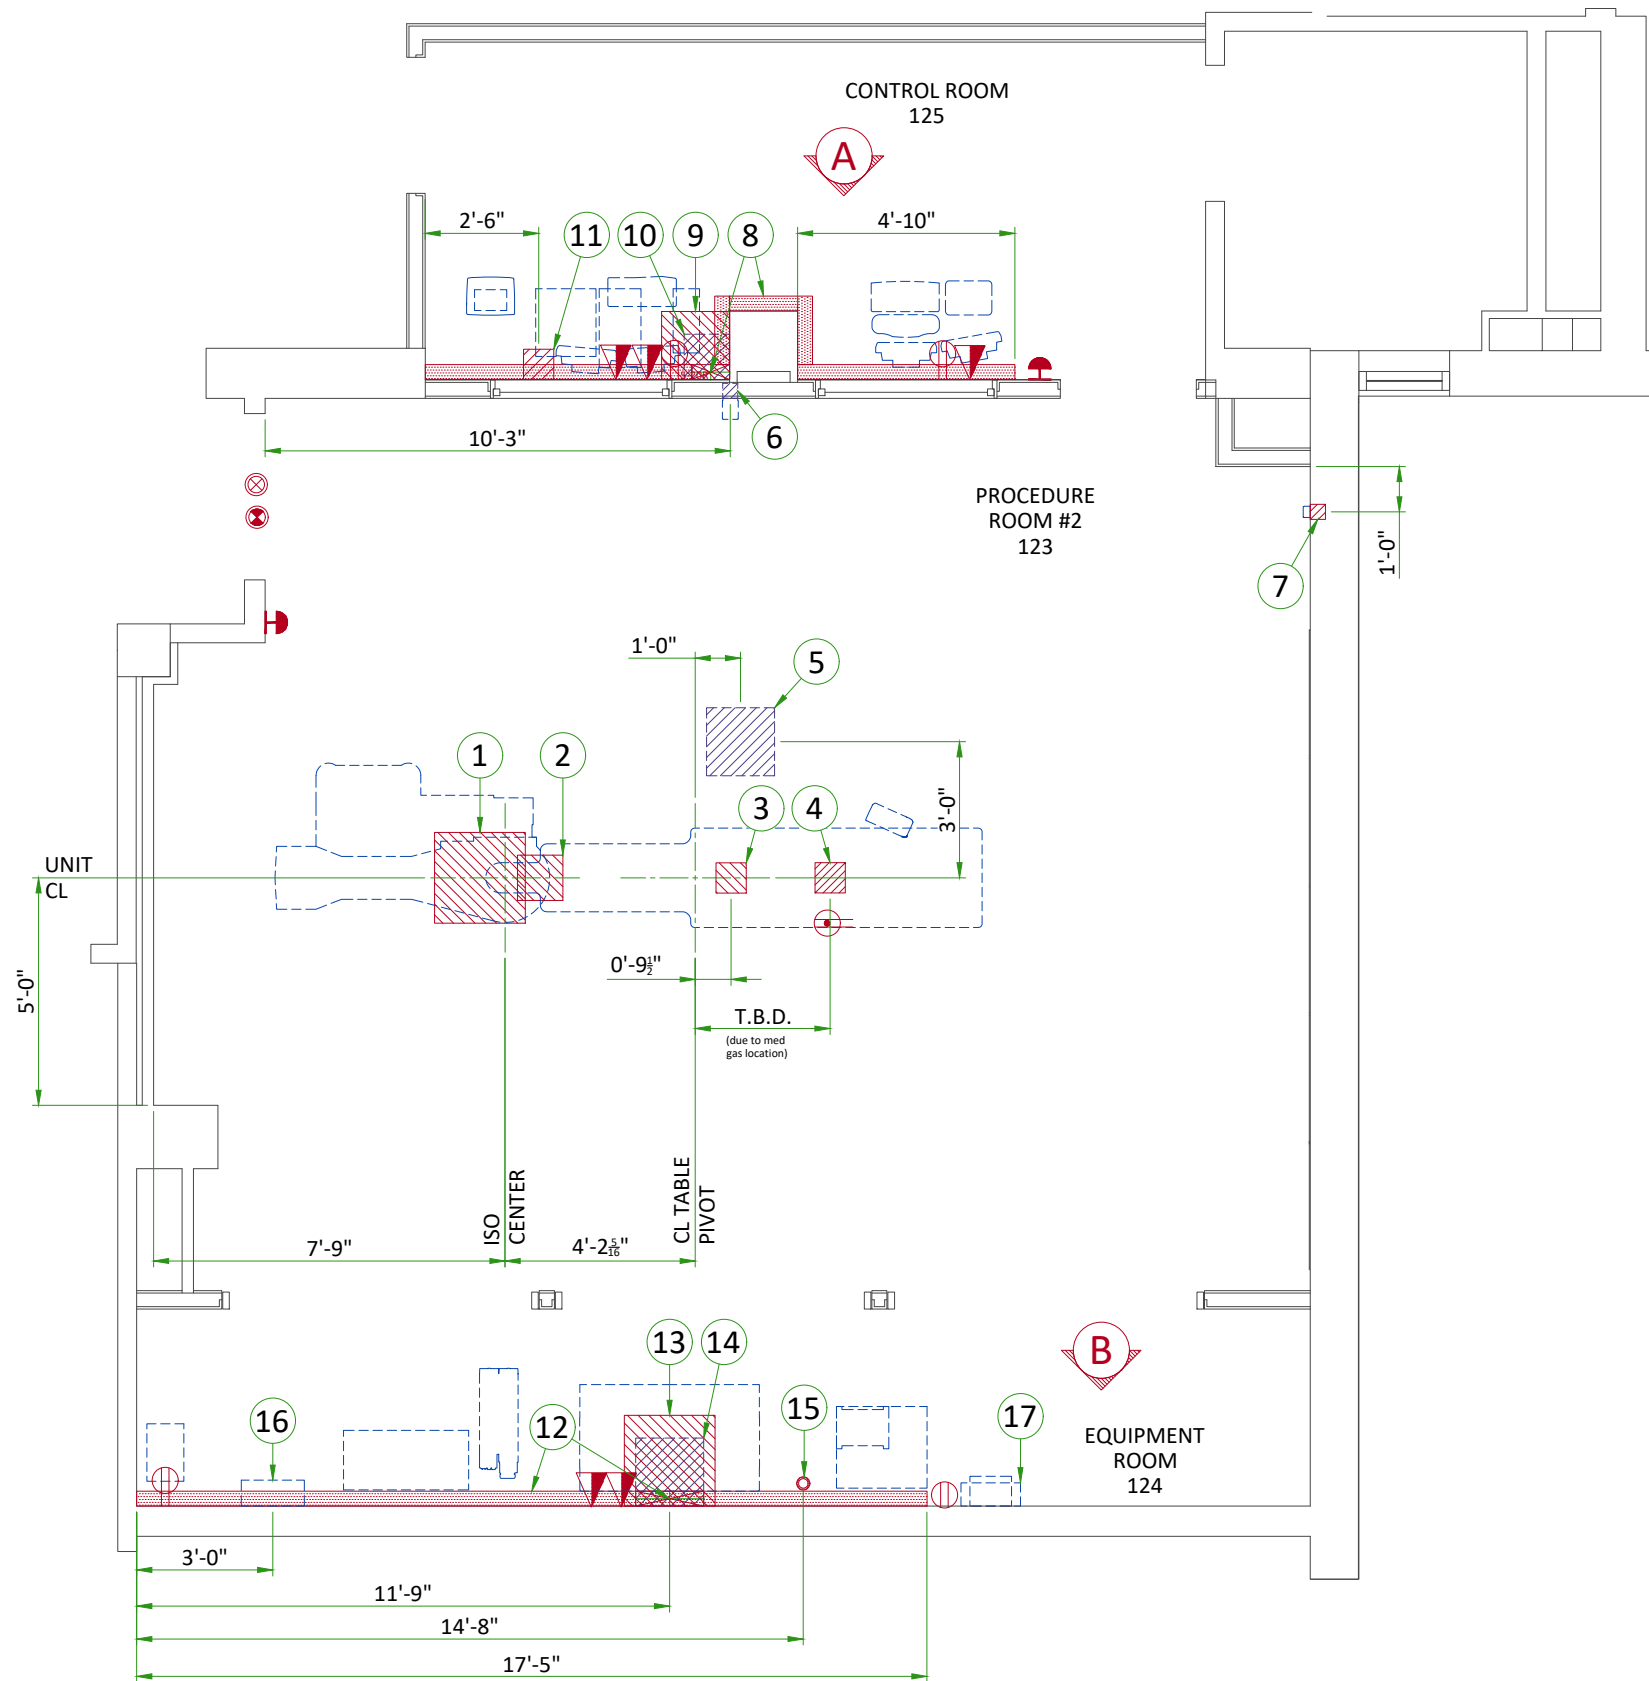 CONTROL ROOM
125
A
2'-6"
11
10
9
8
4'-10"
10'-3"
6
PROCEDURE
ROOM #2
123
7
1'-0"
1'-0"
5
1
2
3
4
3'-0"
UNIT
CL
5'-0"
0'-9½"
T.B.D.
(due to med
gas location)
ISO
CENTER
CL TABLE
PIVOT
7'-9"
4'-2 5/16"
13
14
B
16
12
15
17
EQUIPMENT
ROOM
124
3'-0"
11'-9"
14'-8"
17'-5"